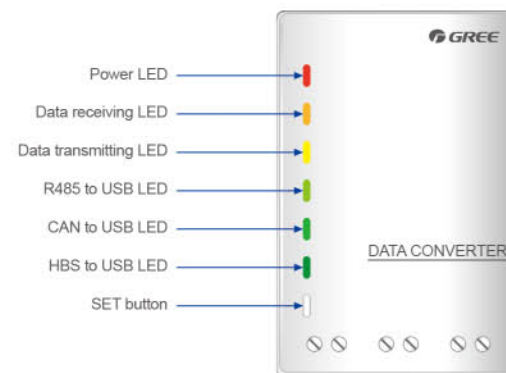 GREE
Power LED
Data receiving LED
Data transmitting LED
R485 to USB LED
CAN to USB LED
HBS to USB LED
DATA CONVERTER
SET button